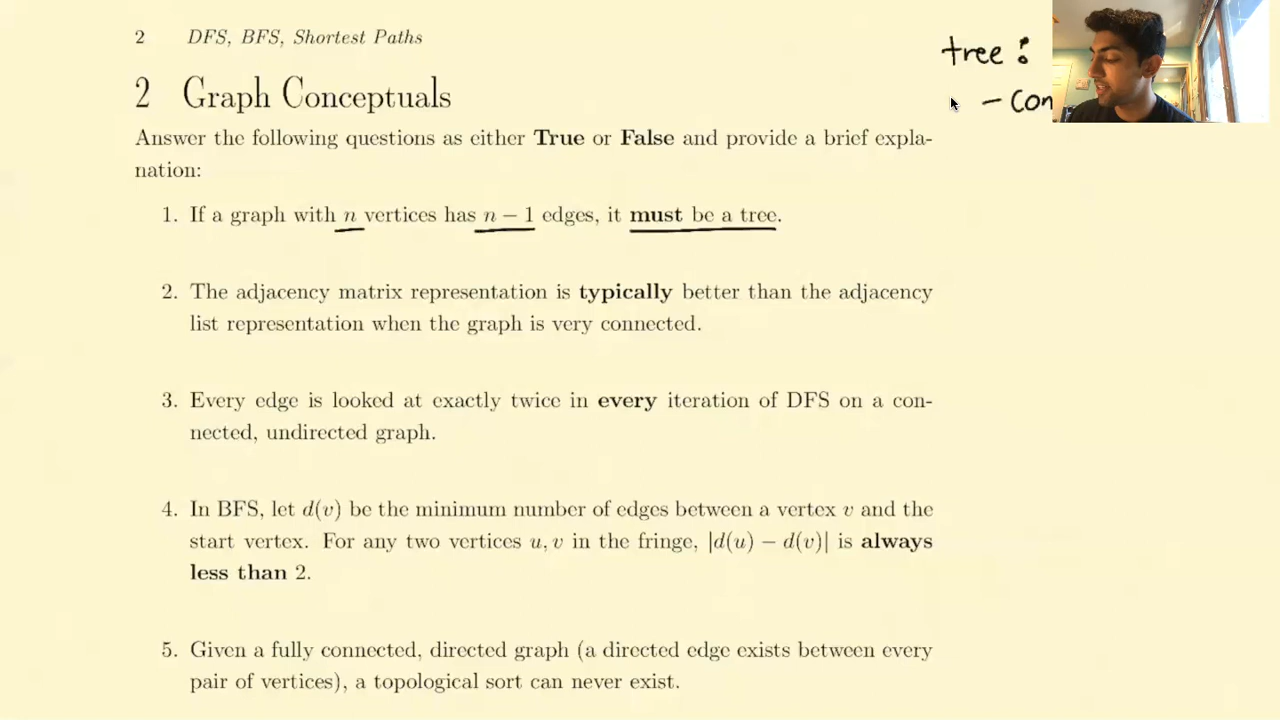 2 DFS, BFS, Shortest Paths
tree:
- con
2 Graph Conceptuals
Answer the following questions as either True or False and provide a brief expla-
nation:
1. If a graph with n vertices has n − 1 edges, it must be a tree.
2. The adjacency matrix representation is typically better than the adjacency
list representation when the graph is very connected.
3. Every edge is looked at exactly twice in every iteration of DFS on a con-
nected, undirected graph.
4. In BFS, let d(v) be the minimum number of edges between a vertex v and the
start vertex. For any two vertices u, v in the fringe, |d(u) − d(v)| is always
less than 2.
5. Given a fully connected, directed graph (a directed edge exists between every
pair of vertices), a topological sort can never exist.